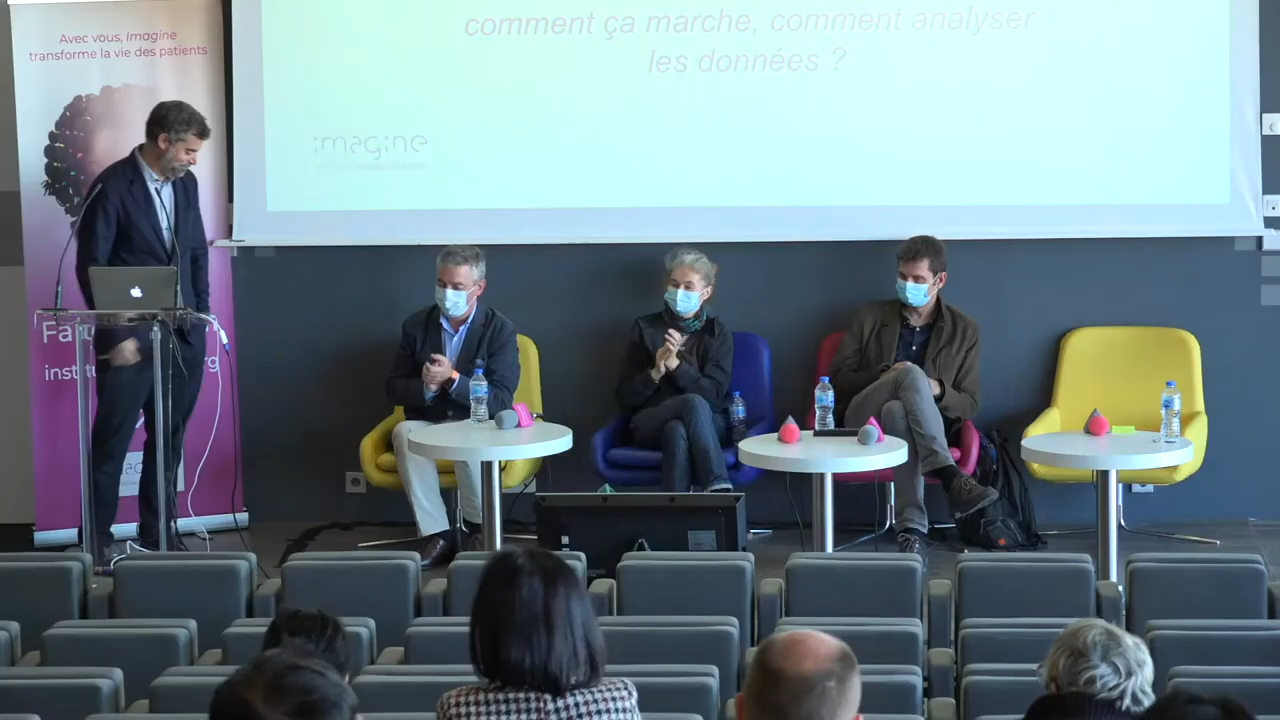 Avec vous, Imagine
transforme la vie des patients
comment ça marche, comment analyser
les données ?
imagine